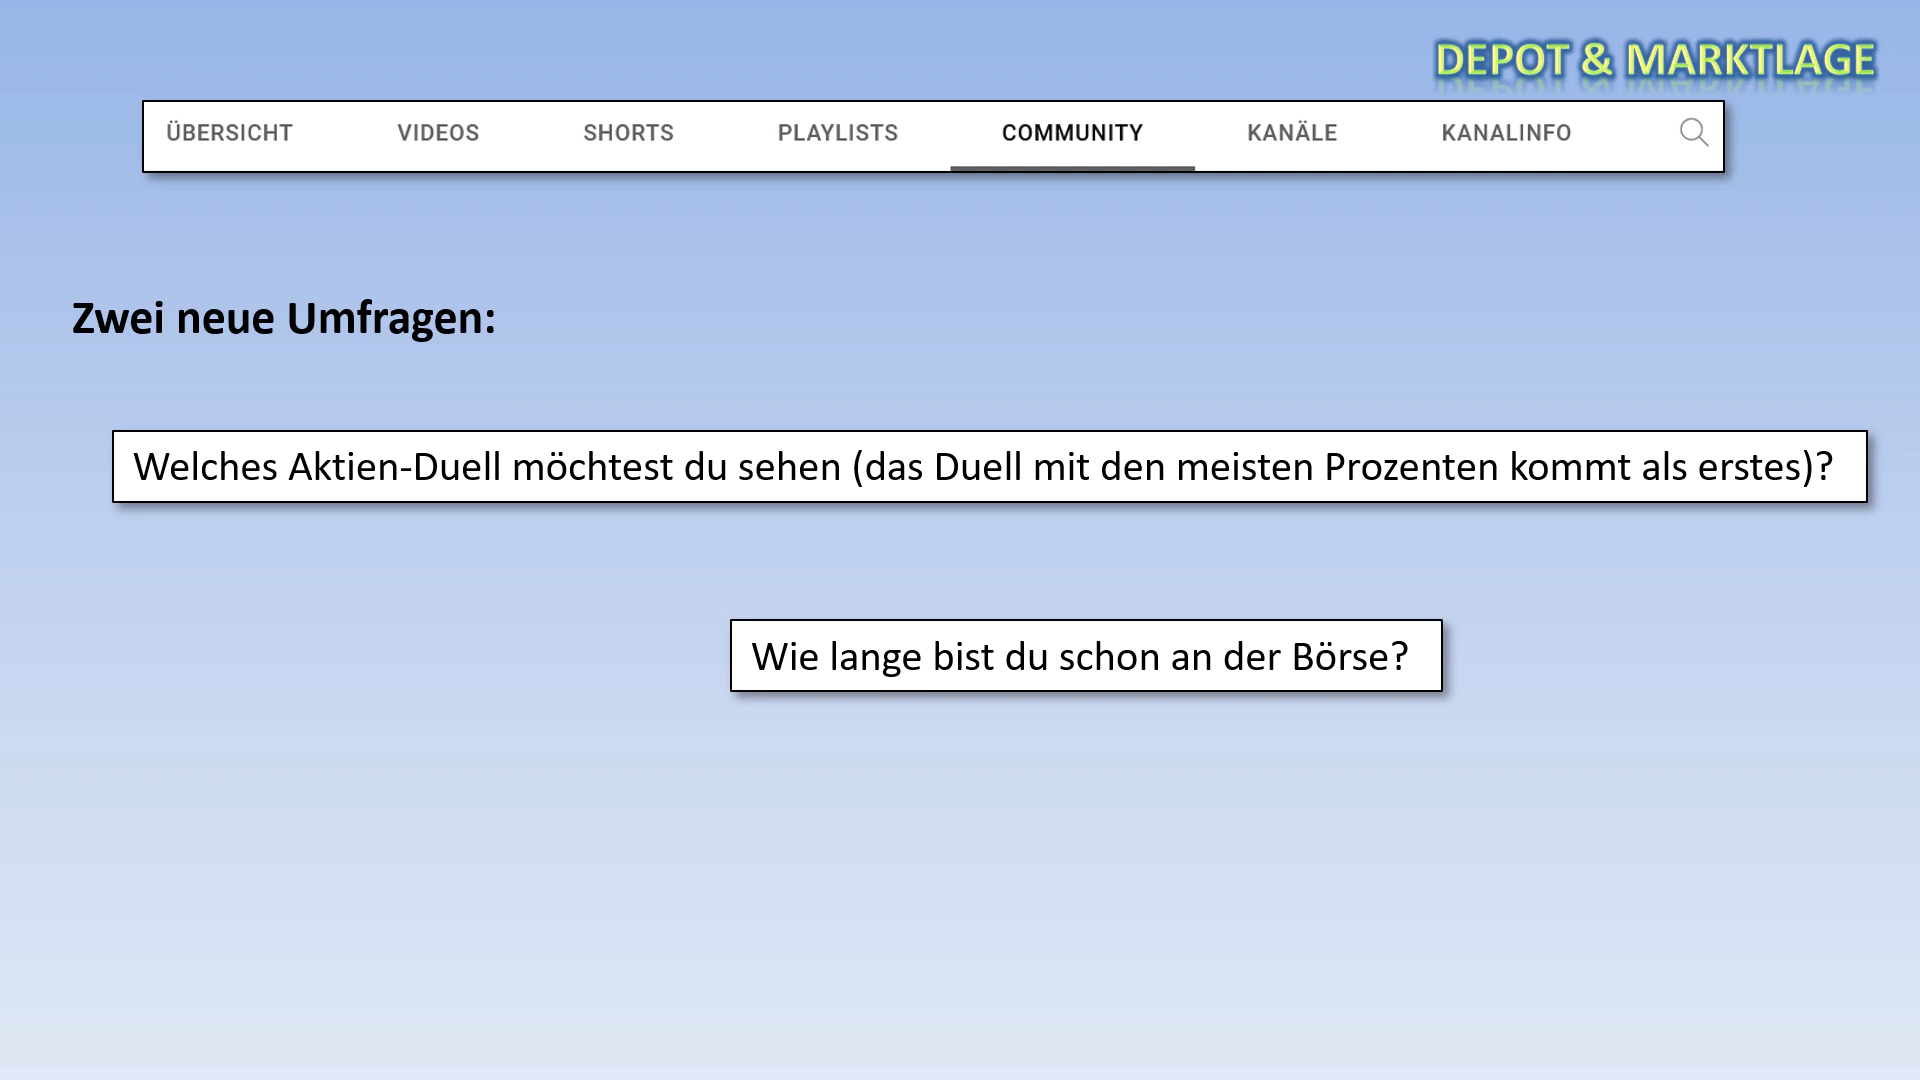 DEPOT & MARKTLAGE
ÜBERSICHT VIDEOS SHORTS PLAYLISTS COMMUNITY KANÄLE KANALINFO
Zwei neue Umfragen:
Welches Aktien-Duell möchtest du sehen (das Duell mit den meisten Prozenten kommt als erstes)?
Wie lange bist du schon an der Börse?